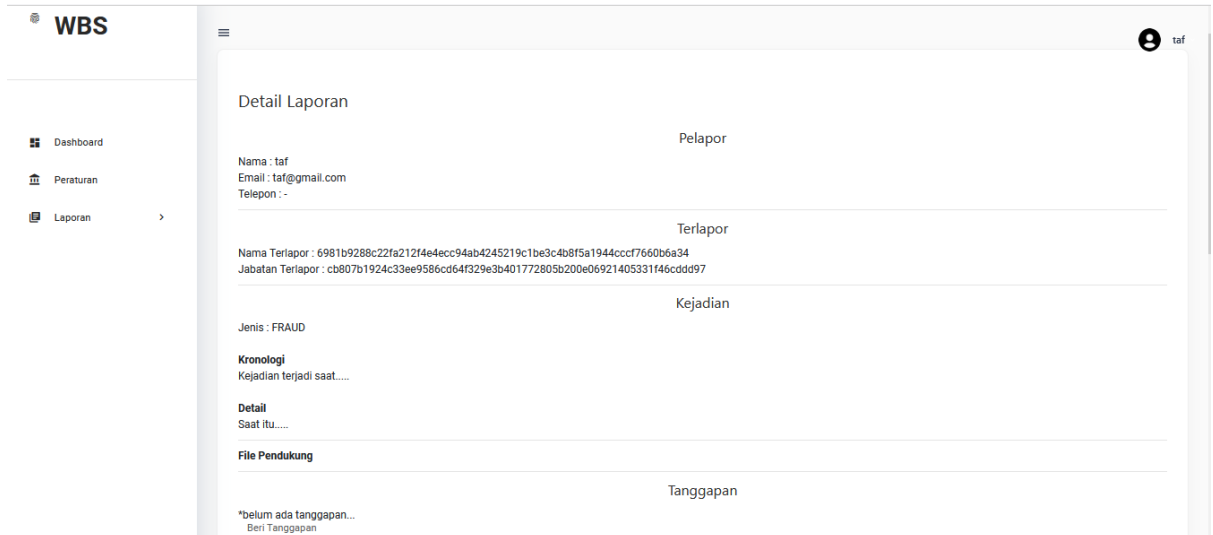 WBS
taf
Dashboard
Peraturan
Laporan
Detail Laporan
Pelapor
Nama : taf
Email : taf@gmail.com
Telepon : -
Terlapor
Nama Terlapor : 6981b9288c22fa212f4e4ecc94ab4245219c1be3c4b8f5a1944cccf7660b6a34
Jabatan Terlapor : cb807b1924c33ee9586cd64f329e3b401772805b200e06921405331f46cddd97
Kejadian
Jenis : FRAUD
Kronologi
Kejadian terjadi saat.....
Detail
Saat itu.....
File Pendukung
Tanggapan
*belum ada tanggapan...
Beri Tanggapan